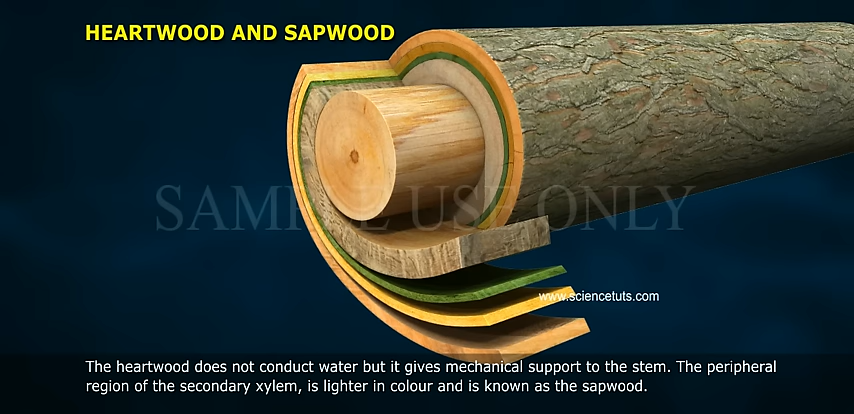 HEARTWOOD AND SAPWOOD
SAMPLE USE ONLY
www.sciencetuts.com
The heartwood does not conduct water but it gives mechanical support to the stem. The peripheral
region of the secondary xylem, is lighter in colour and is known as the sapwood.